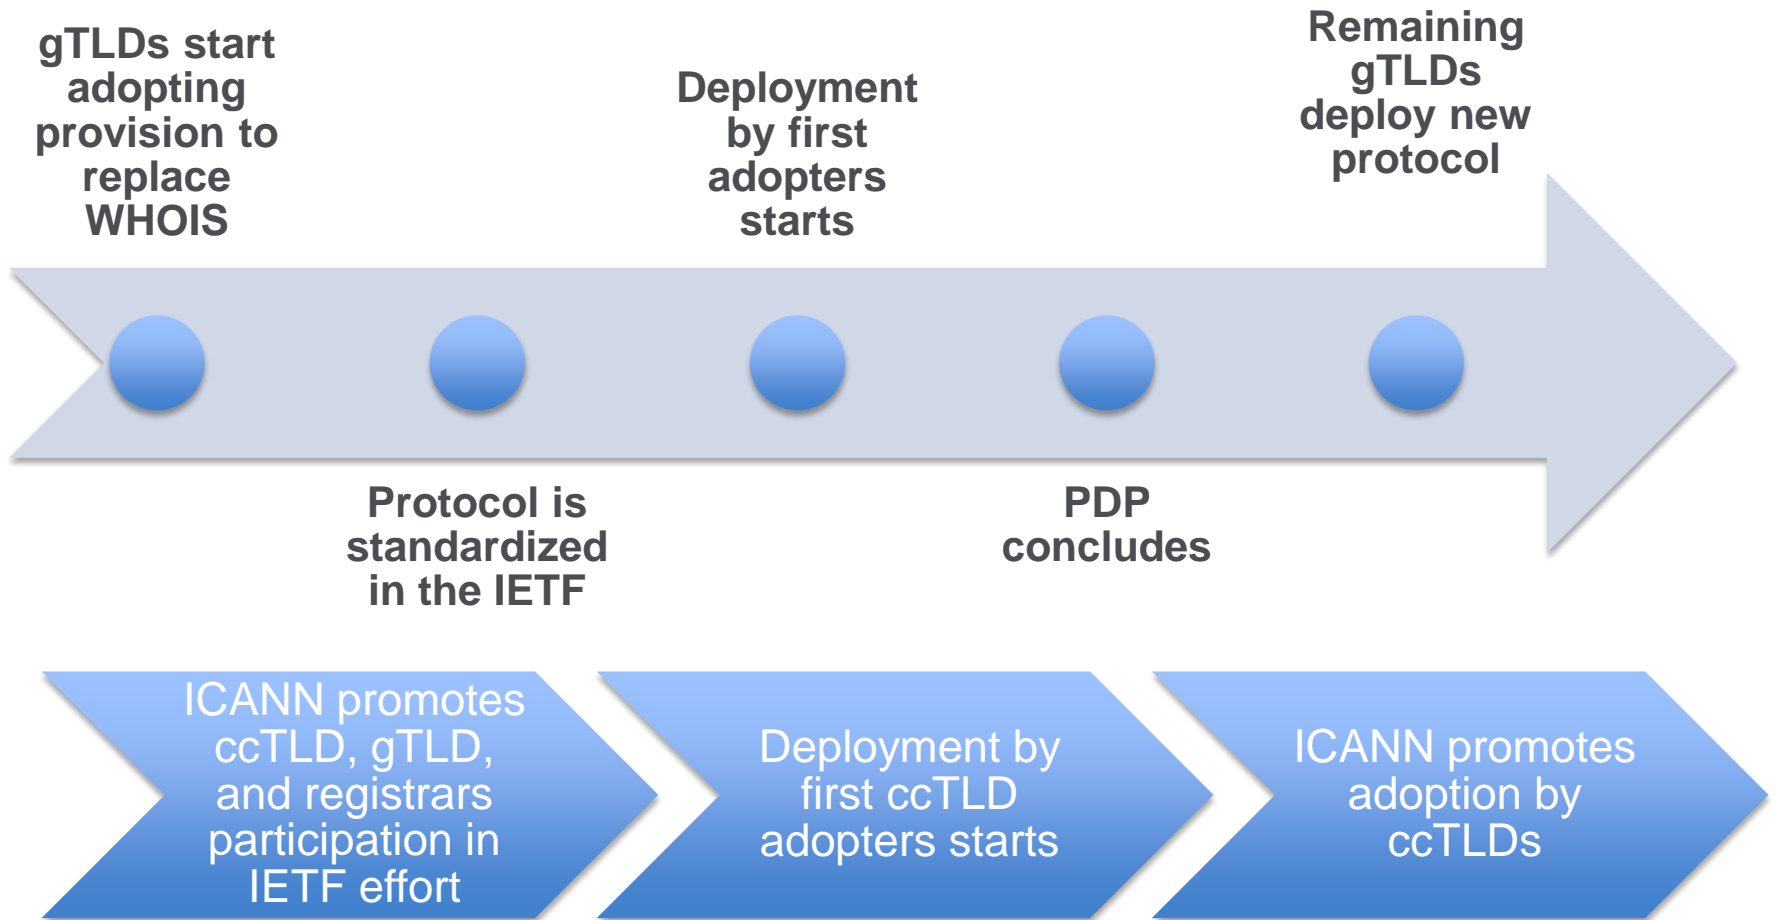 gTLDs start
adopting
provision to
replace
WHOIS
Deployment
by first
adopters
starts
Remaining
gTLDs
deploy new
protocol
Protocol is
standardized
in the IETF
PDP
concludes
ICANN promotes
ccTLD, gTLD,
and registrars
participation in
IETF effort
Deployment by
first ccTLD
adopters starts
ICANN promotes
adoption by
ccTLDs